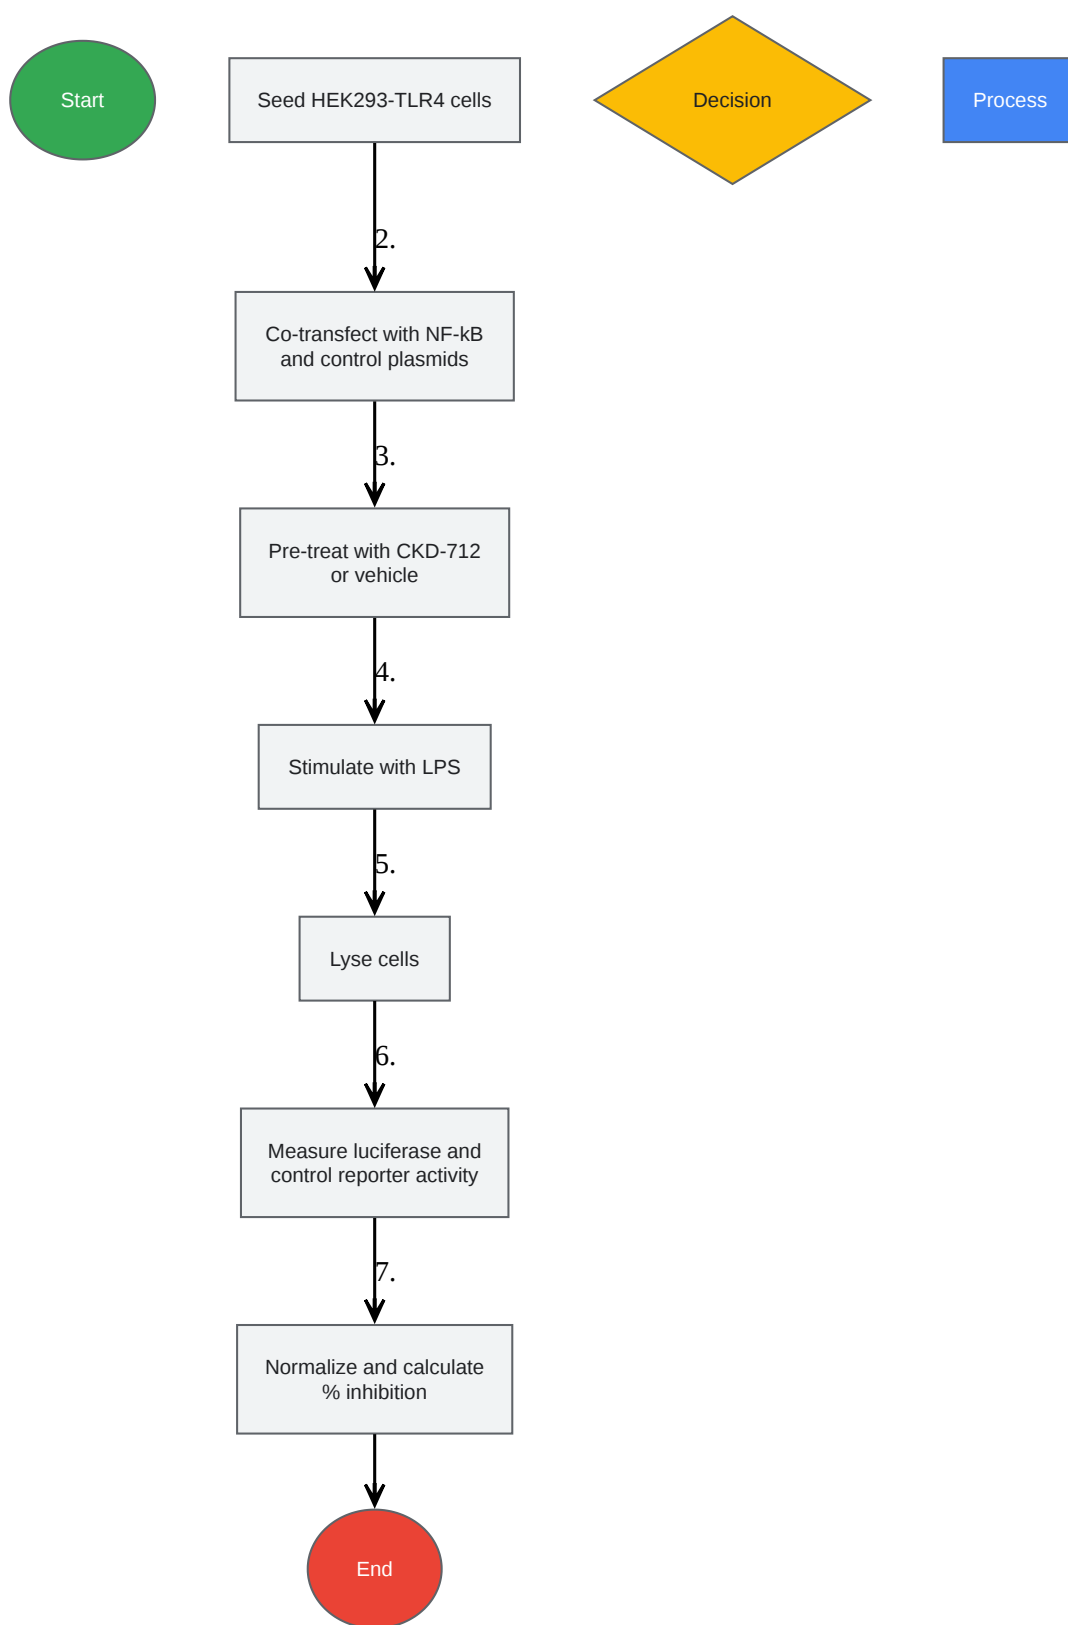 Start
Seed HEK293-TLR4 cells
Decision
Process
2.
Co-transfect with NF-kB
and control plasmids
3.
Pre-treat with CKD-712
or vehicle
4.
Stimulate with LPS
5.
Lyse cells
6.
Measure luciferase and
control reporter activity
7.
Normalize and calculate
% inhibition
End